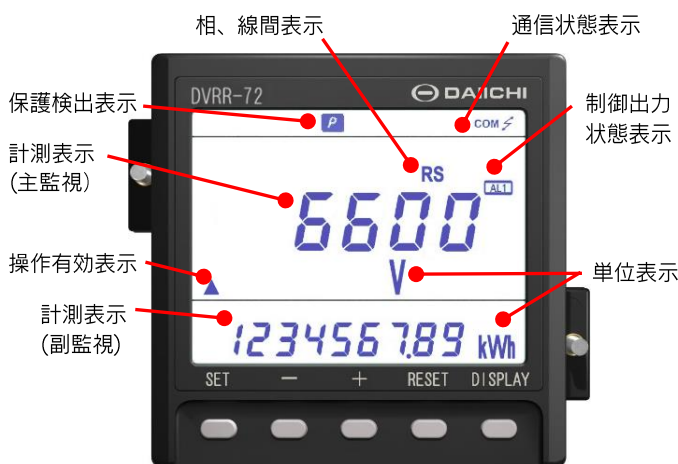 相、線間表示
通信状態表示
保護検出表示
計測表示
(主監視)
制御出力
状態表示
DVRR-72
DAIICHI
P
COM
RS
AL1
6600
操作有効表示
V
単位表示
計測表示
(副監視)
1234567.89 kWh
SET － ＋ RESET DISPLAY